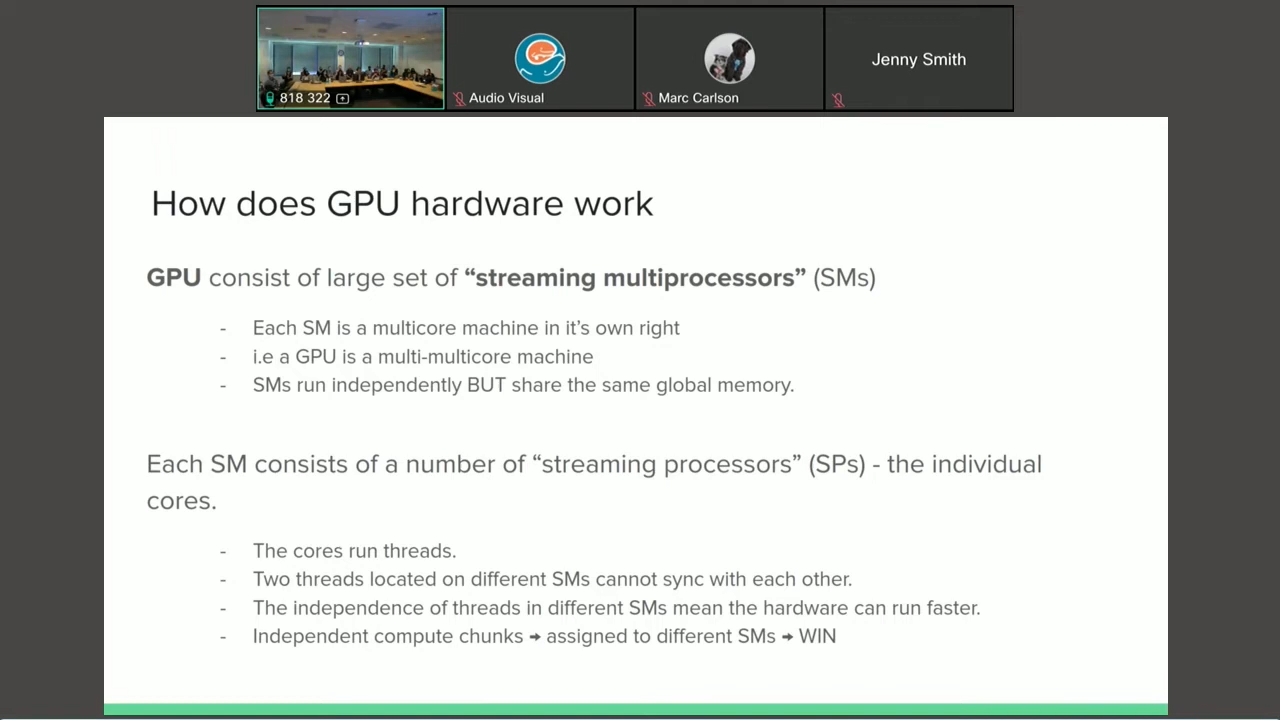 818 322
Audio Visual
Marc Carlson
Jenny Smith
How does GPU hardware work
GPU consist of large set of “streaming multiprocessors” (SMs)
- Each SM is a multicore machine in it’s own right
- i.e a GPU is a multi-multicore machine
- SMs run independently BUT share the same global memory.
Each SM consists of a number of “streaming processors” (SPs) - the individual
cores.
- The cores run threads.
- Two threads located on different SMs cannot sync with each other.
- The independence of threads in different SMs mean the hardware can run faster.
- Independent compute chunks → assigned to different SMs → WIN